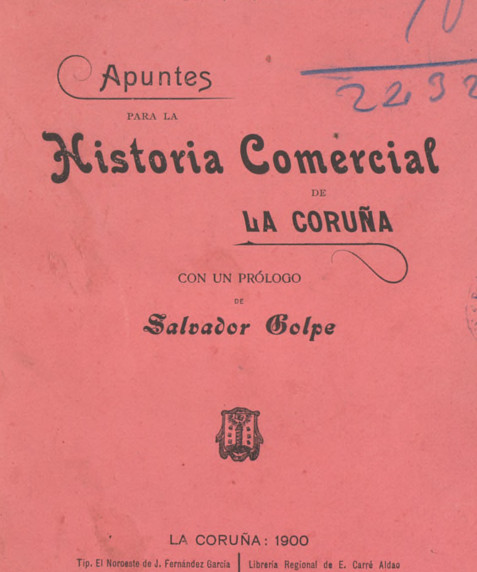 Apuntes
PARA LA
Historia Comercial
DE
LA CORUÑA
CON UN PRÓLOGO
DE
Salvador Golpe
LA CORUÑA: 1900
Tip. El Noroeste de J. Fernández García | Librería Regional de E. Carré Aldao